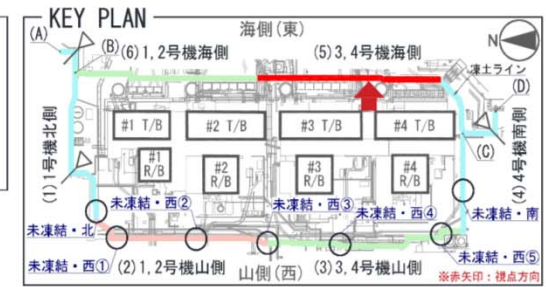 KEY PLAN
海側(東)
N
(A)
(B)
(6)1,2号機海側
(5)3,4号機海側
凍土ライン
(D)
#1 T/B
#2 T/B
#3 T/B
#4 T/B
(C)
(1)1号機北側
(4)4号機南側
#1
R/B
#2
R/B
#3
R/B
#4
R/B
未凍結・西②
未凍結・西③
未凍結・西④
未凍結・南
未凍結・北
未凍結・西①
(2)1,2号機山側
山側(西)
(3)3,4号機山側
未凍結・西⑤
※赤矢印:視点方向